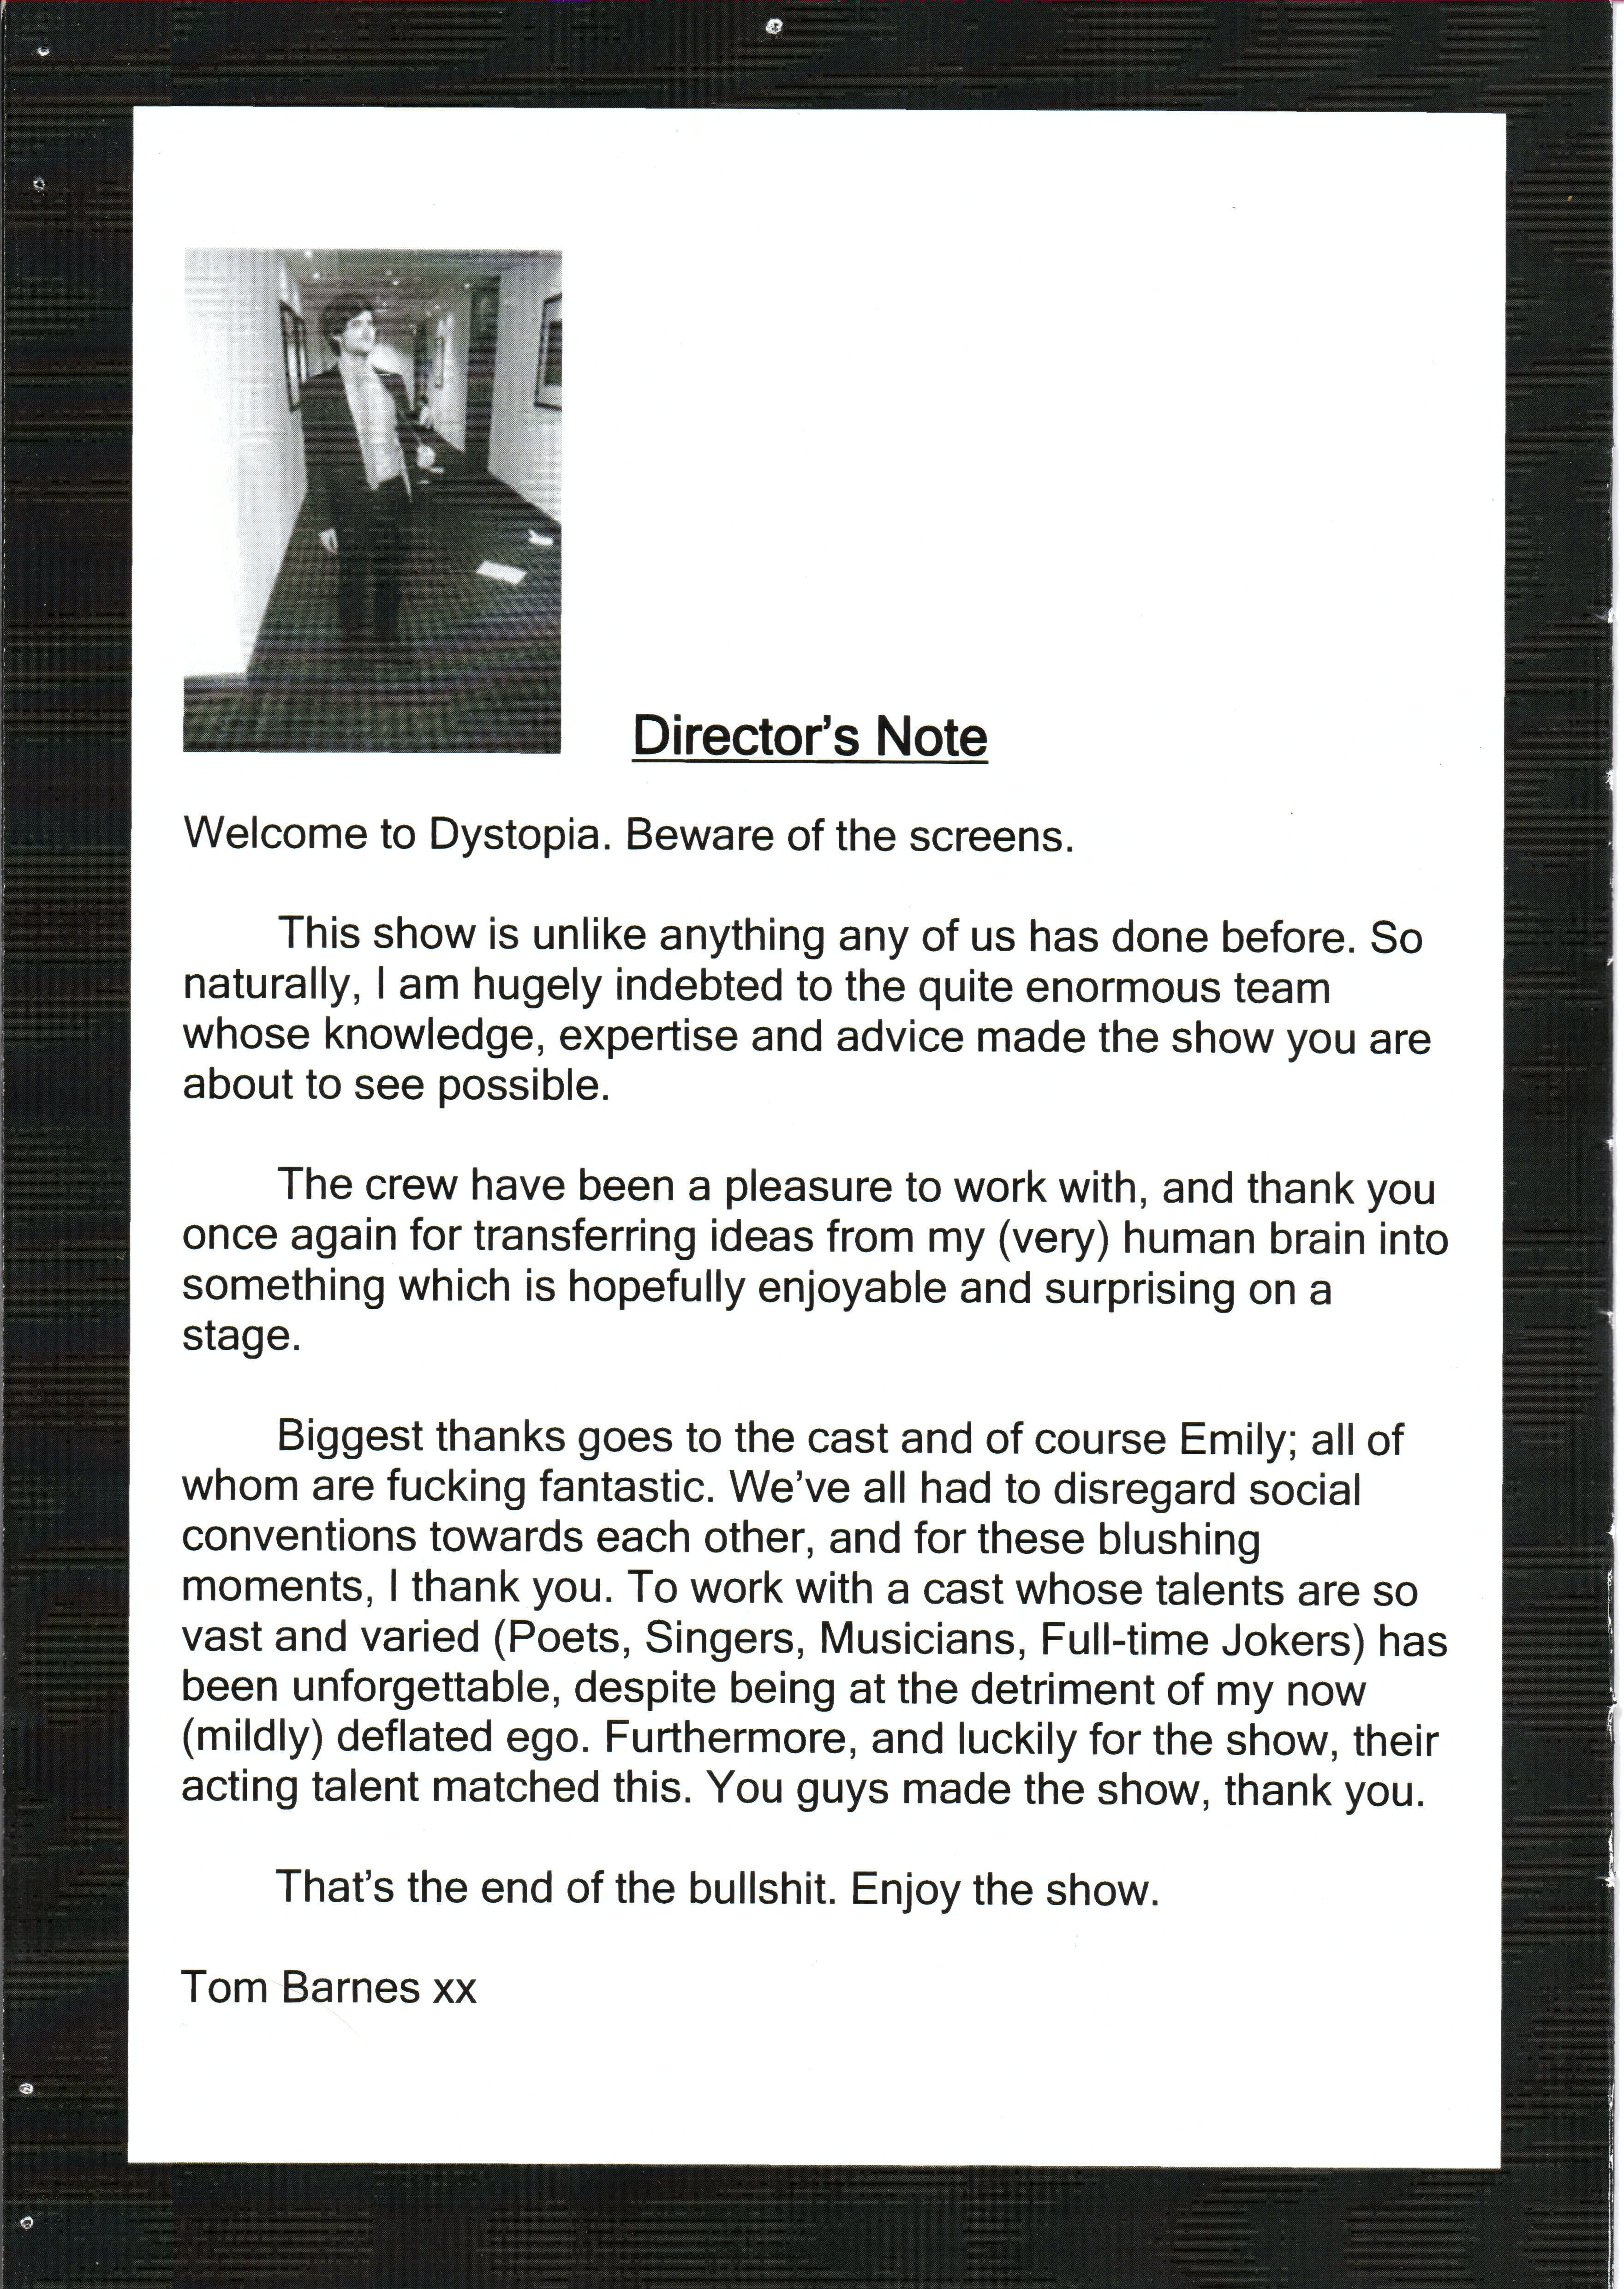 Director's Note
Welcome to Dystopia. Beware of the screens.
This show is unlike anything any of us has done before. So
naturally, I am hugely indebted to the quite enormous team
whose knowledge, expertise and advice made the show you are
about to see possible.
The crew have been a pleasure to work with, and thank you
once again for transferring ideas from my (very) human brain into
something which is hopefully enjoyable and surprising on a
stage.
Biggest thanks goes to the cast and of course Emily; all of
whom are fucking fantastic. We've all had to disregard social
conventions towards each other, and for these blushing
moments, I thank you. To work with a cast whose talents are so
vast and varied (Poets, Singers, Musicians, Full-time Jokers) has
been unforgettable, despite being at the detriment of my now
(mildly) deflated ego. Furthermore, and luckily for the show, their
acting talent matched this. You guys made the show, thank you.
That's the end of the bullshit. Enjoy the show.
Tom Barnes xx